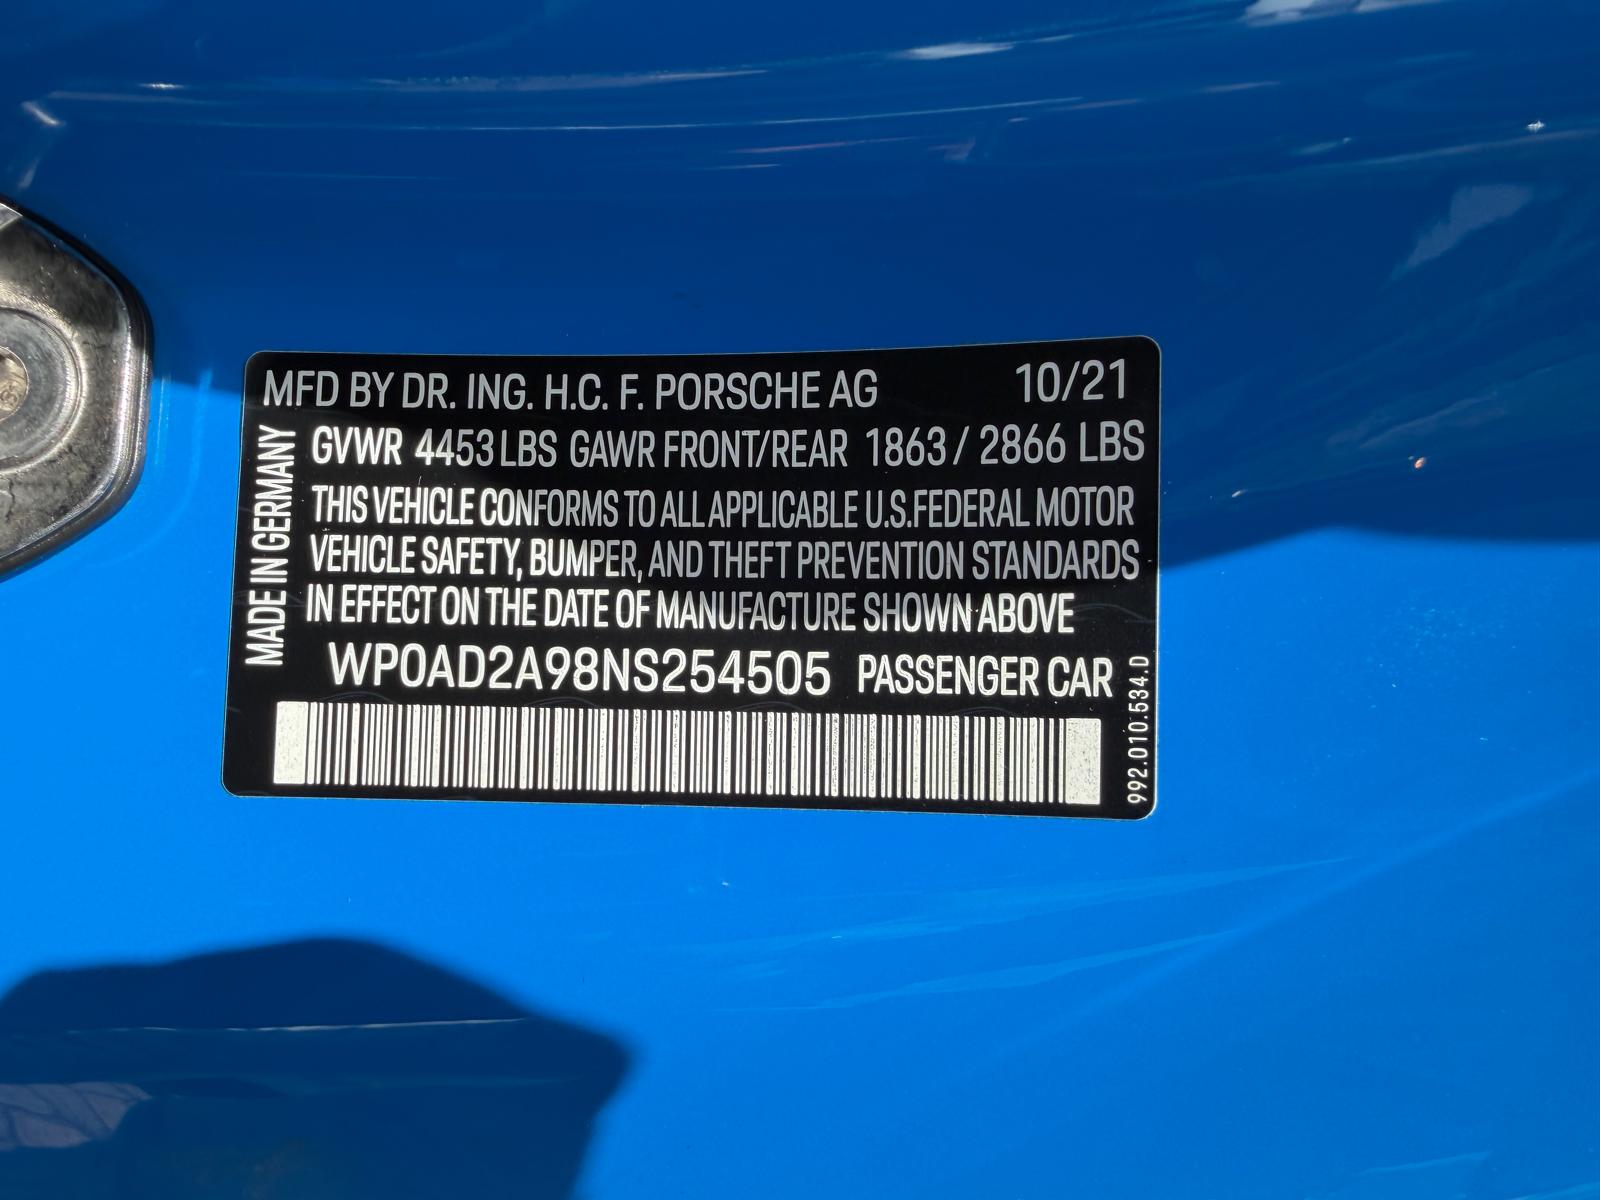 MFD BY DR. ING. H.C. F. PORSCHE AG 10/21
GVWR 4453 LBS GAWR FRONT/REAR 1863 / 2866 LBS
THIS VEHICLE CONFORMS TO ALL APPLICABLE U.S.FEDERAL MOTOR
VEHICLE SAFETY, BUMPER, AND THEFT PREVENTION STANDARDS
IN EFFECT ON THE DATE OF MANUFACTURE SHOWN ABOVE
WP0AD2A98NS254505 PASSENGER CAR
MADE IN GERMANY
992.010.534.D